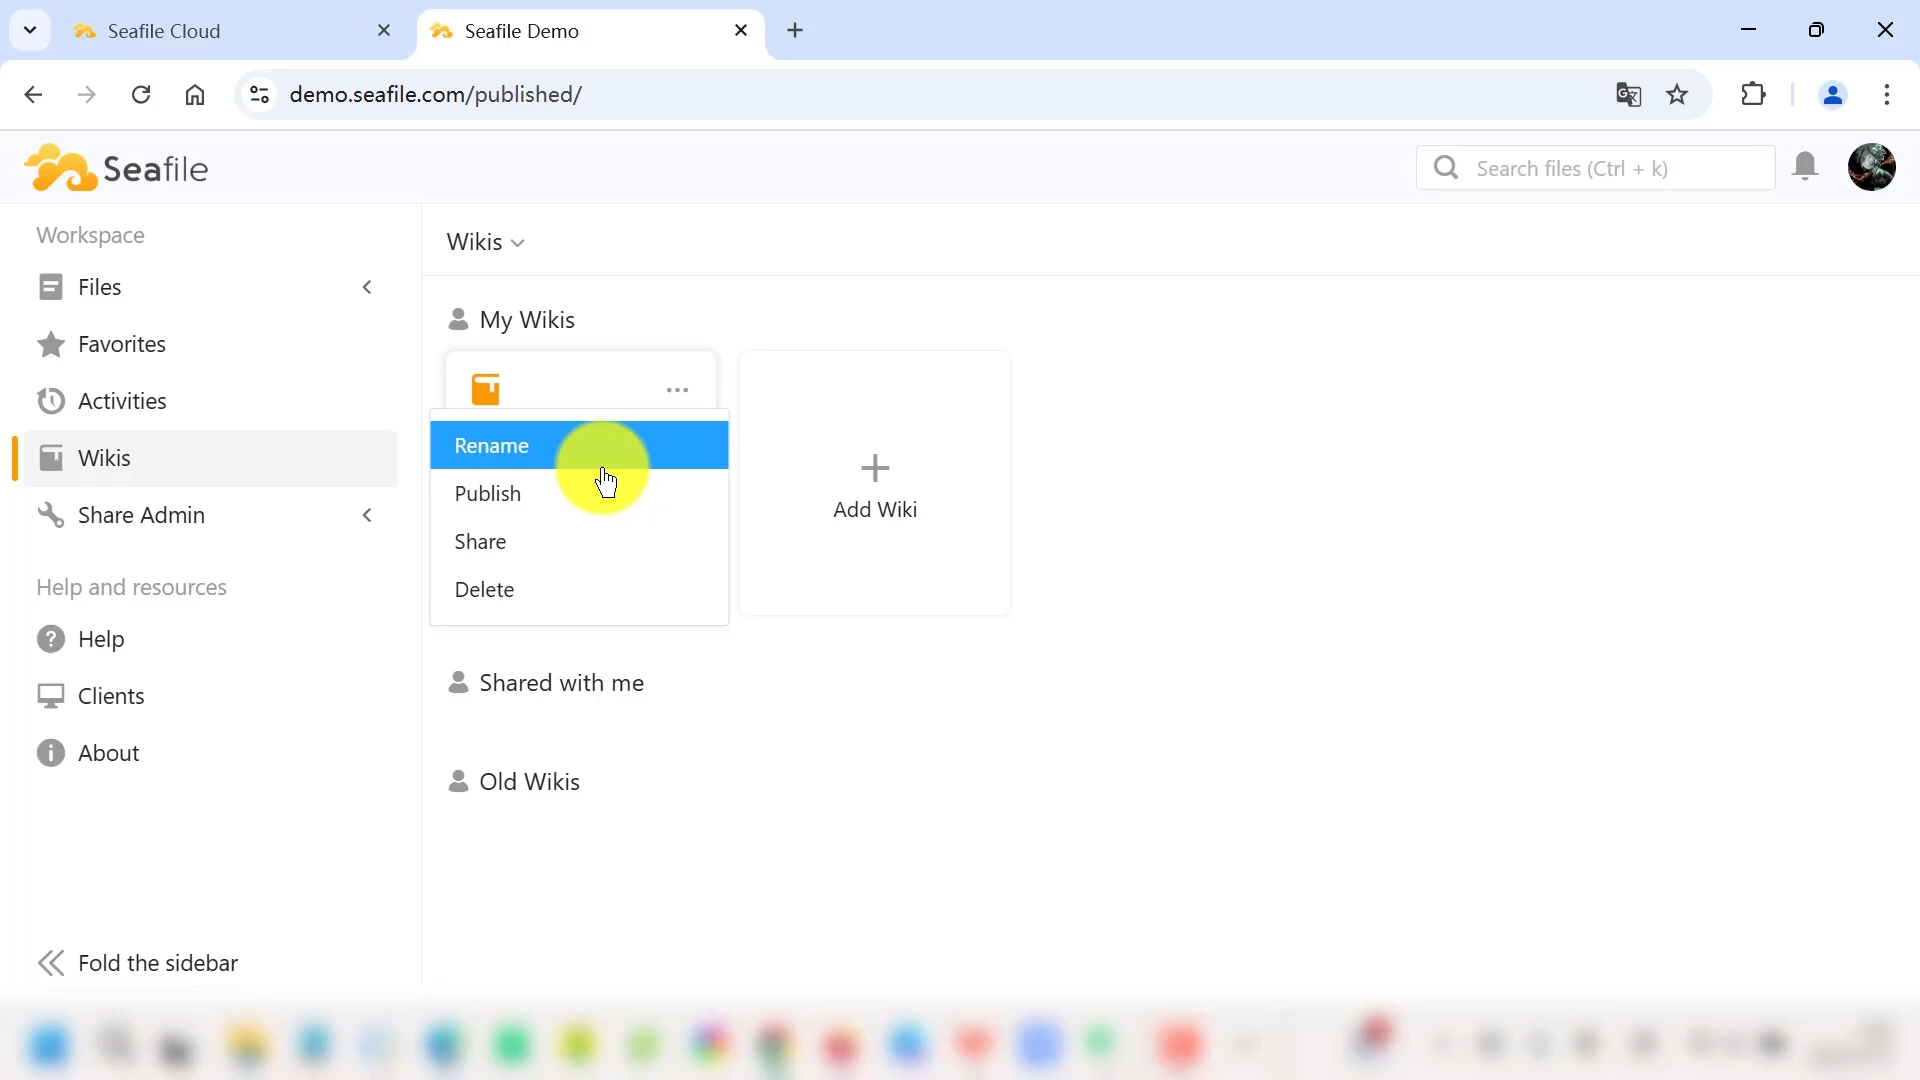 Seafile Cloud
Seafile Demo
demo.seafile.com/published/
Seafile
Search files (Ctrl + k)
Workspace
Files
Favorites
Activities
Wikis
Share Admin
Help and resources
Help
Clients
About
Fold the sidebar
Wikis
My Wikis
Rename
Publish
Share
Delete
Add Wiki
Shared with me
Old Wikis